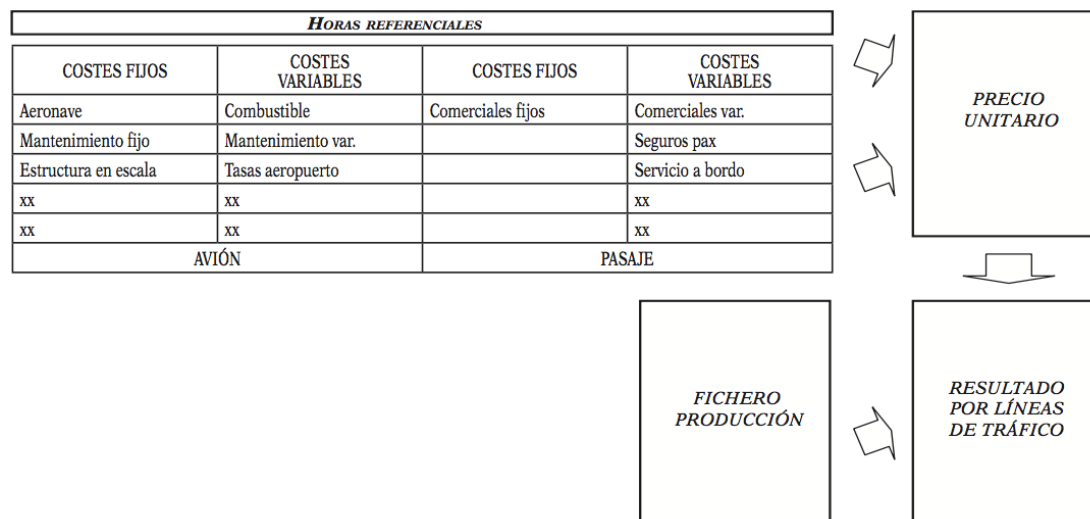 HORAS REFERENCIALES
COSTES FIJOS
COSTES
VARIABLES
COSTES FIJOS
COSTES
VARIABLES
Aeronave
Combustible
Comerciales fijos
Comerciales var.
Mantenimiento fijo
Mantenimiento var.
Seguros pax
Estructura en escala
Tasas aeropuerto
Servicio a bordo
xx
xx
xx
xx
xx
xx
AVIÓN
PASAJE
PRECIO
UNITARIO
FICHERO
PRODUCCIÓN
RESULTADO
POR LÍNEAS
DE TRÁFICO